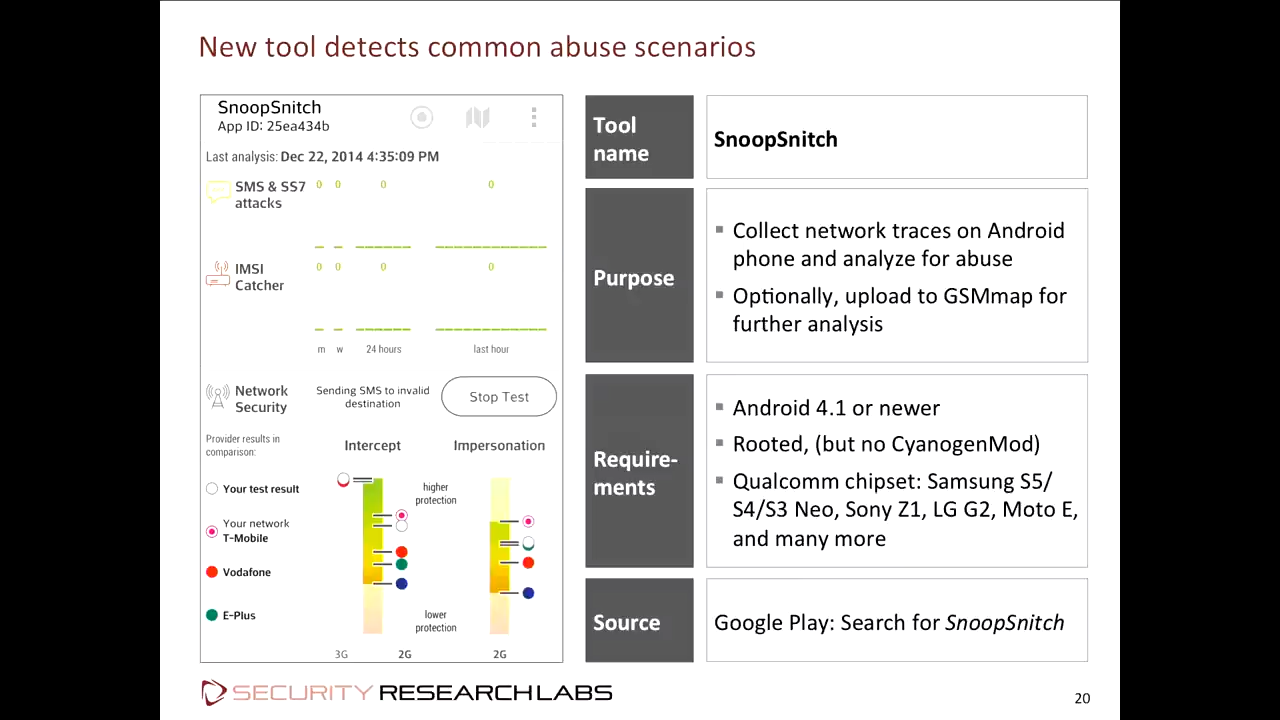 New tool detects common abuse scenarios
SnoopSnitch
App ID: 25ea434b
Last analysis: Dec 22, 2014 4:35:09 PM
SMS & SS7
attacks
0 0 0 0
IMSI
Catcher
0 0 0 0
m w 24 hours last hour
Network
Security
Sending SMS to invalid
destination
Stop Test
Provider results in
comparison:
Intercept
Impersonation
Your test result
Your network
T-Mobile
Vodafone
E-Plus
higher
protection
lower
protection
3G 2G 2G
Tool
name
SnoopSnitch
Purpose
▪ Collect network traces on Android
phone and analyze for abuse
▪ Optionally, upload to GSMmap for
further analysis
Require-
ments
▪ Android 4.1 or newer
▪ Rooted, (but no CyanogenMod)
▪ Qualcomm chipset: Samsung S5/
S4/S3 Neo, Sony Z1, LG G2, Moto E,
and many more
Source
Google Play: Search for SnoopSnitch
SECURITY RESEARCH LABS
20